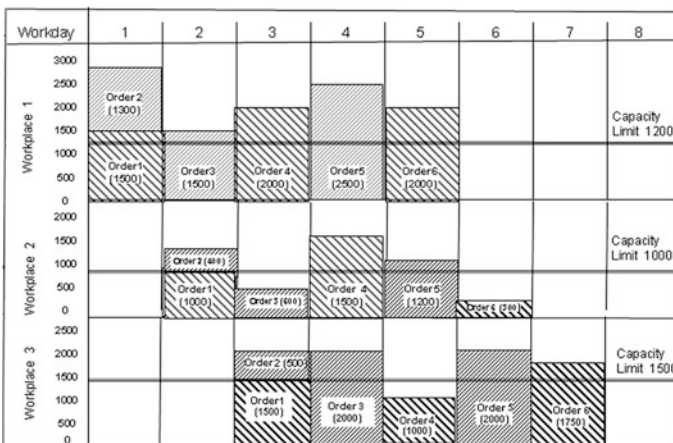 Workday 1 2 3 4 5 6 7 8
Workplace 1
3000
2500
2000
1500
1000
500
0
Order 2
(1300)
Order1
(1500)
Order3
(1500)
Order 4
(2000)
Order5
(2500)
Order6
(2000)
Capacity
Limit 1200
Workplace 2
2000
1500
1000
500
0
Order 2 (400)
Order1
(1000)
Order 3 (600)
Order 4
(1500)
Order5
(1200)
Order 6 (300)
Capacity
Limit 1000
Workplace 3
2500
2000
1500
1000
500
0
Order2 (500)
Order1
(1500)
Order 3
(2000)
Order4
(1000)
Order 5
(2000)
Order 6
(1750)
Capacity
Limit 1500